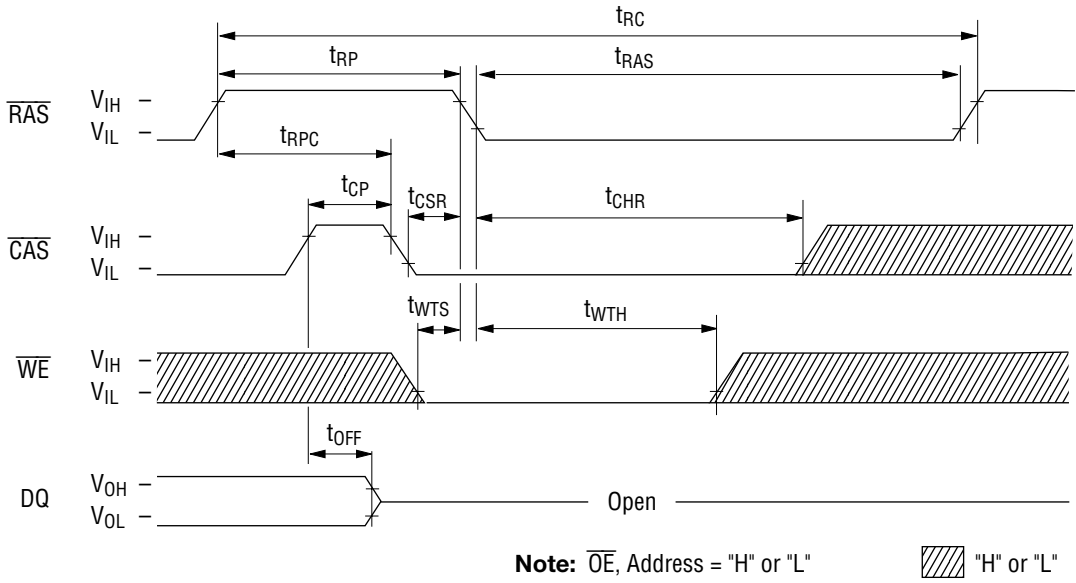 tRC
tRP
tRAS
RAS
VIH
VIL
tRPC
tCP
tCSR
tCHR
CAS
VIH
VIL
tWTS
tWTH
WE
VIH
VIL
tOFF
DQ
VOH
VOL
Open
Note: OE, Address = "H" or "L"
"H" or "L"